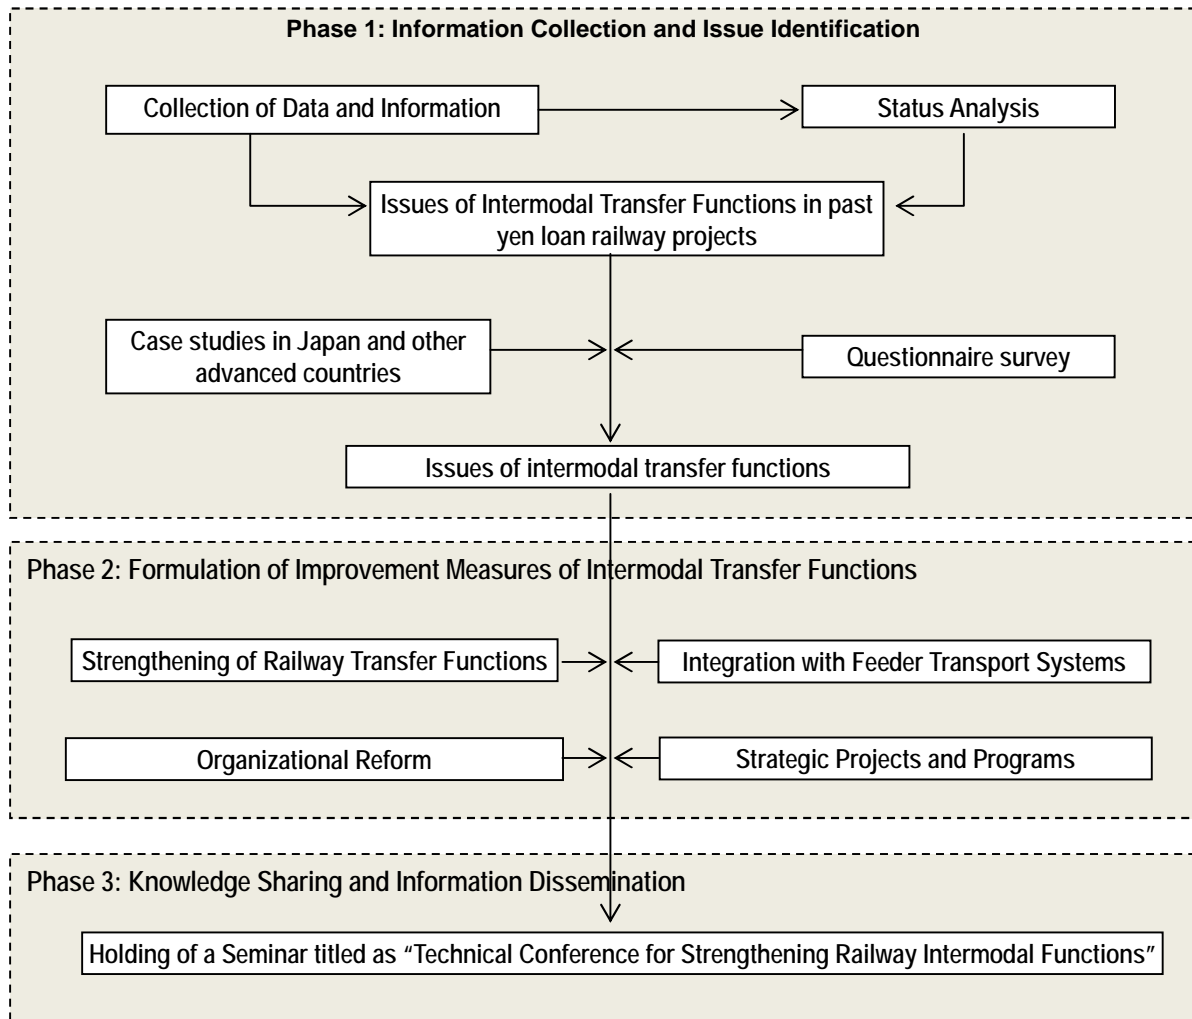 Phase 1: Information Collection and Issue Identification
Collection of Data and Information
Status Analysis
Issues of Intermodal Transfer Functions in past
yen loan railway projects
Case studies in Japan and other
advanced countries
Questionnaire survey
Issues of intermodal transfer functions
Phase 2: Formulation of Improvement Measures of Intermodal Transfer Functions
Strengthening of Railway Transfer Functions
Integration with Feeder Transport Systems
Organizational Reform
Strategic Projects and Programs
Phase 3: Knowledge Sharing and Information Dissemination
Holding of a Seminar titled as “Technical Conference for Strengthening Railway Intermodal Functions”